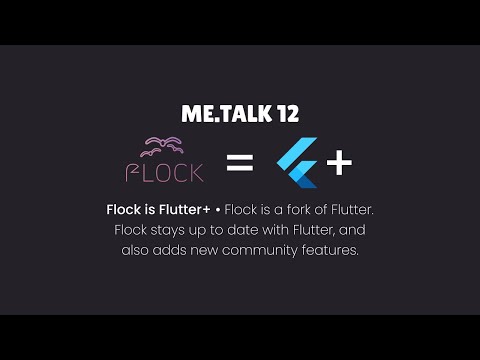 ME.TALK 12
FLOCK = +
Flock is Flutter+ • Flock is a fork of Flutter.
Flock stays up to date with Flutter, and
also adds new community features.